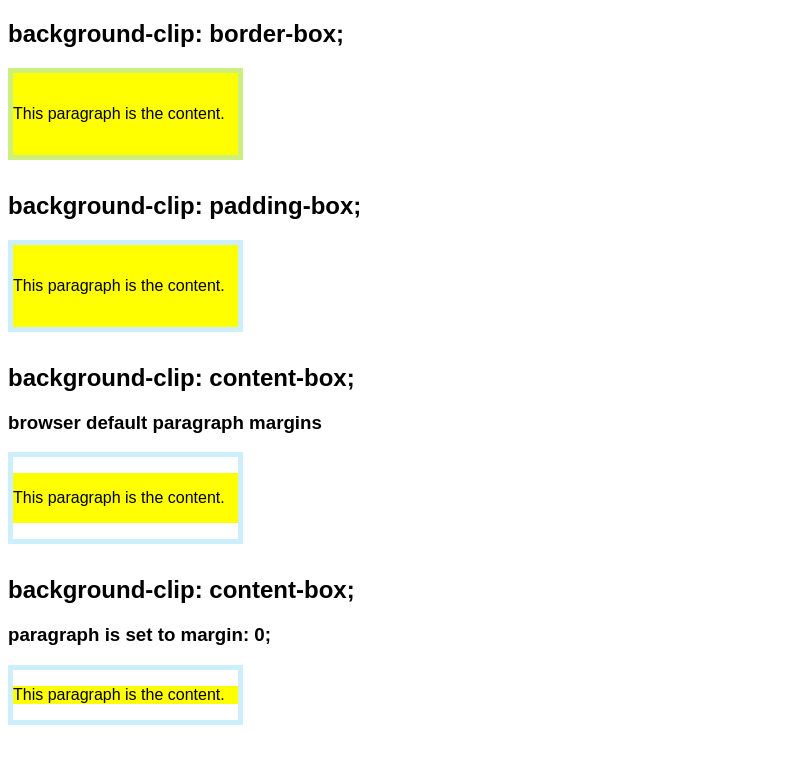 background-clip: border-box;
This paragraph is the content.
background-clip: padding-box;
This paragraph is the content.
background-clip: content-box;
browser default paragraph margins
This paragraph is the content.
background-clip: content-box;
paragraph is set to margin: 0;
This paragraph is the content.